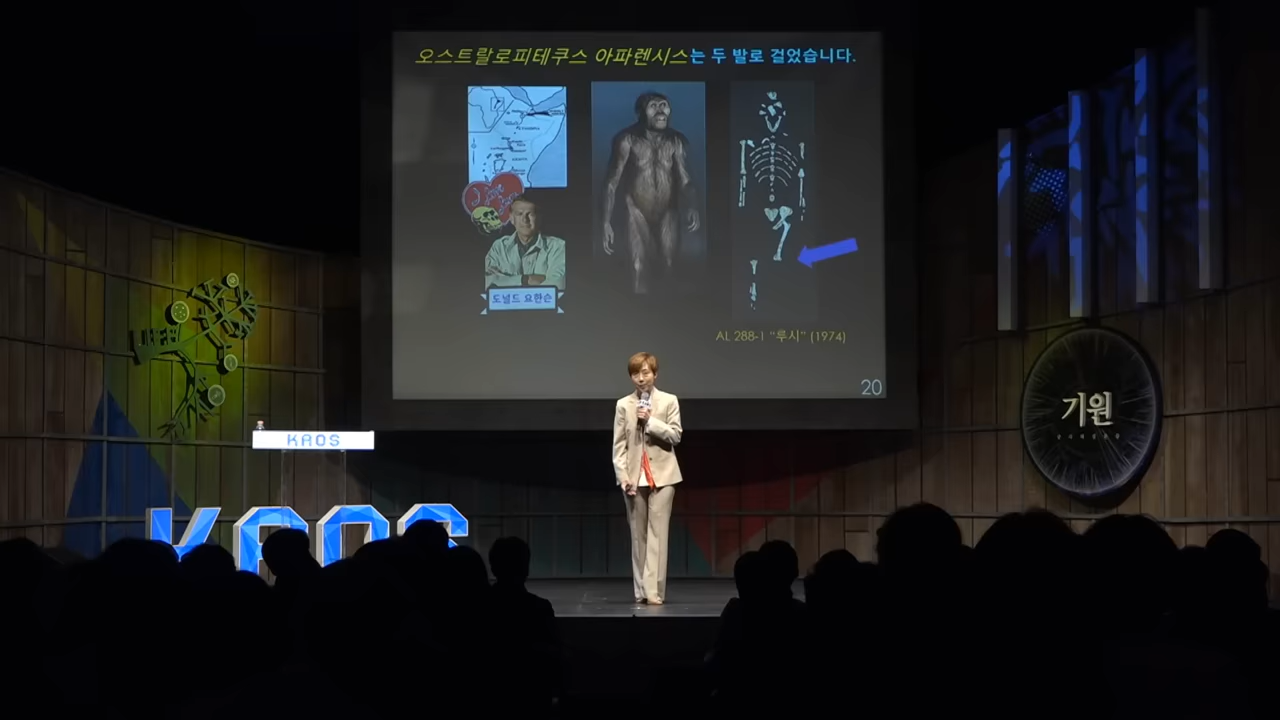 오스트랄로피테쿠스 아파렌시스는 두 발로 걸었습니다.
도널드 요한슨
AL 288-1 "루시" (1974)
20
기원
KAOS
KAOS